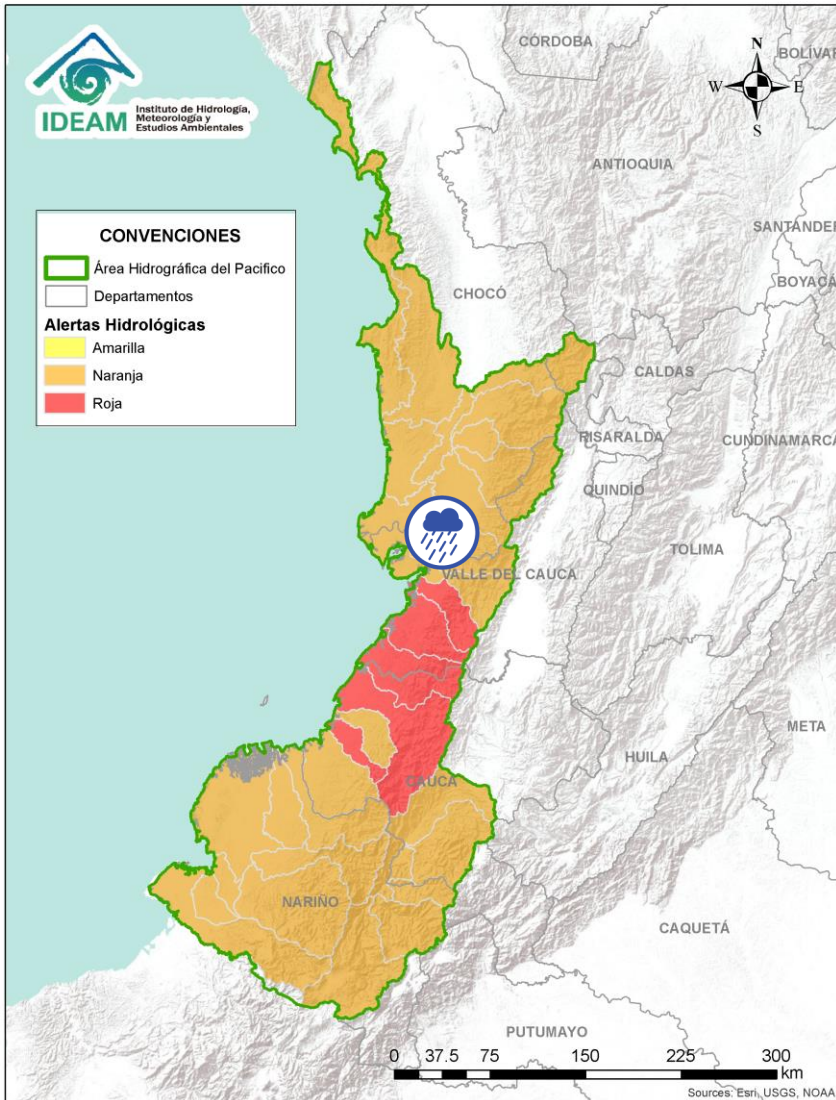 IDEAM
Instituto de Hidrología,
Meteorología y
Estudios Ambientales
CÓRDOBA
BOLÍVAR
N
W
E
S
ANTIOQUIA
SANTANDER
BOYACÁ
CONVENCIONES
Área Hidrográfica del Pacifico
Departamentos
Alertas Hidrológicas
Amarilla
Naranja
Roja
CHOCÓ
CALDAS
RISARALDA
CUNDINAMARCA
QUINDÍO
TOLIMA
VALLE DEL CAUCA
META
HUILA
CAUCA
NARIÑO
CAQUETÁ
PUTUMAYO
0 37.5 75 150 225 300
km
Sources: Esri, USGS, NOAA